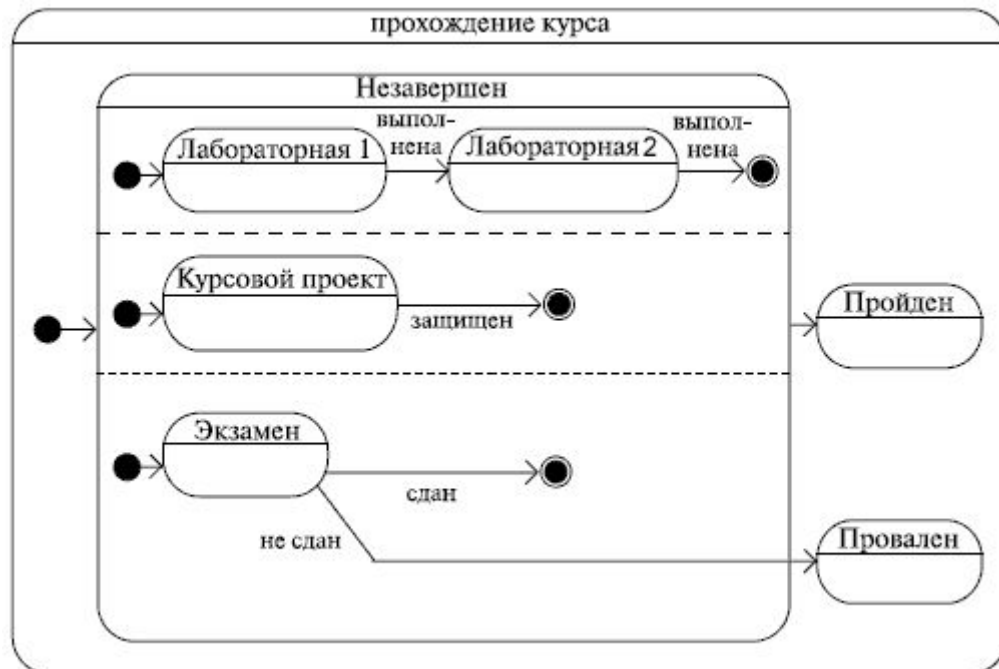 прохождение курса
Незавершен
выпол-
нена
выпол-
нена
Лабораторная 1
Лабораторная 2
Курсовой проект
защищен
Пройден
Экзамен
сдан
не сдан
Провален